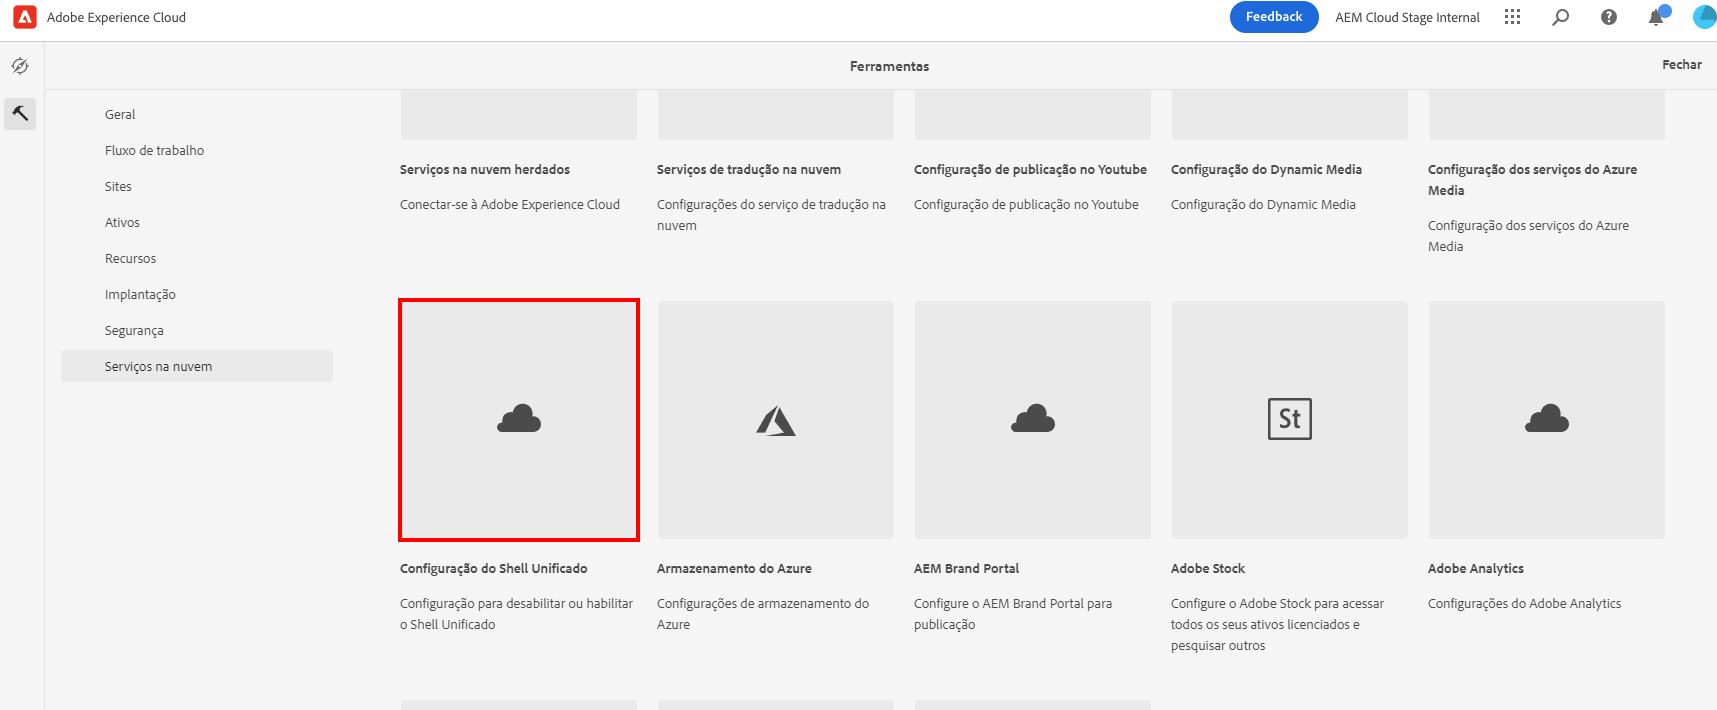 Adobe Experience Cloud
Feedback
AEM Cloud Stage Internal
Ferramentas
Fechar
Geral
Fluxo de trabalho
Sites
Ativos
Recursos
Implantação
Segurança
Serviços na nuvem
Serviços na nuvem herdados
Conectar-se à Adobe Experience Cloud
Serviços de tradução na nuvem
Configurações do serviço de tradução na
nuvem
Configuração de publicação no Youtube
Configuração de publicação no Youtube
Configuração do Dynamic Media
Configuração do Dynamic Media
Configuração dos serviços do Azure
Media
Configuração dos serviços do Azure
Media
St
Configuração do Shell Unificado
Configuração para desabilitar ou habilitar
o Shell Unificado
Armazenamento do Azure
Configurações de armazenamento do
Azure
AEM Brand Portal
Configure o AEM Brand Portal para
publicação
Adobe Stock
Configure o Adobe Stock para acessar
todos os seus ativos licenciados e
pesquisar outros
Adobe Analytics
Configurações do Adobe Analytics